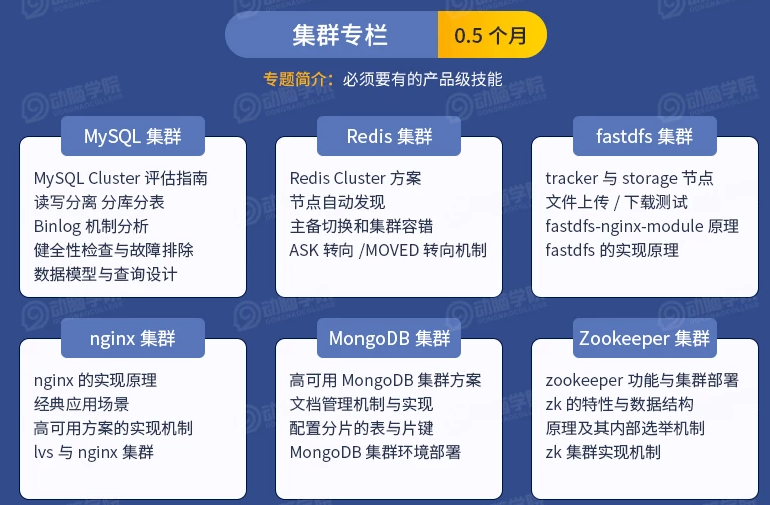 集群专栏 0.5 个月
专题简介：必须要有的产品级技能
MySQL 集群
MySQL Cluster 评估指南
读写分离 分库分表
Binlog 机制分析
健全性检查与故障排除
数据模型与查询设计
Redis 集群
Redis Cluster 方案
节点自动发现
主备切换和集群容错
ASK 转向 /MOVED 转向机制
fastdfs 集群
tracker 与 storage 节点
文件上传 / 下载测试
fastdfs-nginx-module 原理
fastdfs 的实现原理
nginx 集群
nginx 的实现原理
经典应用场景
高可用方案的实现机制
lvs 与 nginx 集群
MongoDB 集群
高可用 MongoDB 集群方案
文档管理机制与实现
配置分片的表与片键
MongoDB 集群环境部署
Zookeeper 集群
zookeeper 功能与集群部署
zk 的特性与数据结构
原理及其内部选举机制
zk 集群实现机制
动脑学院